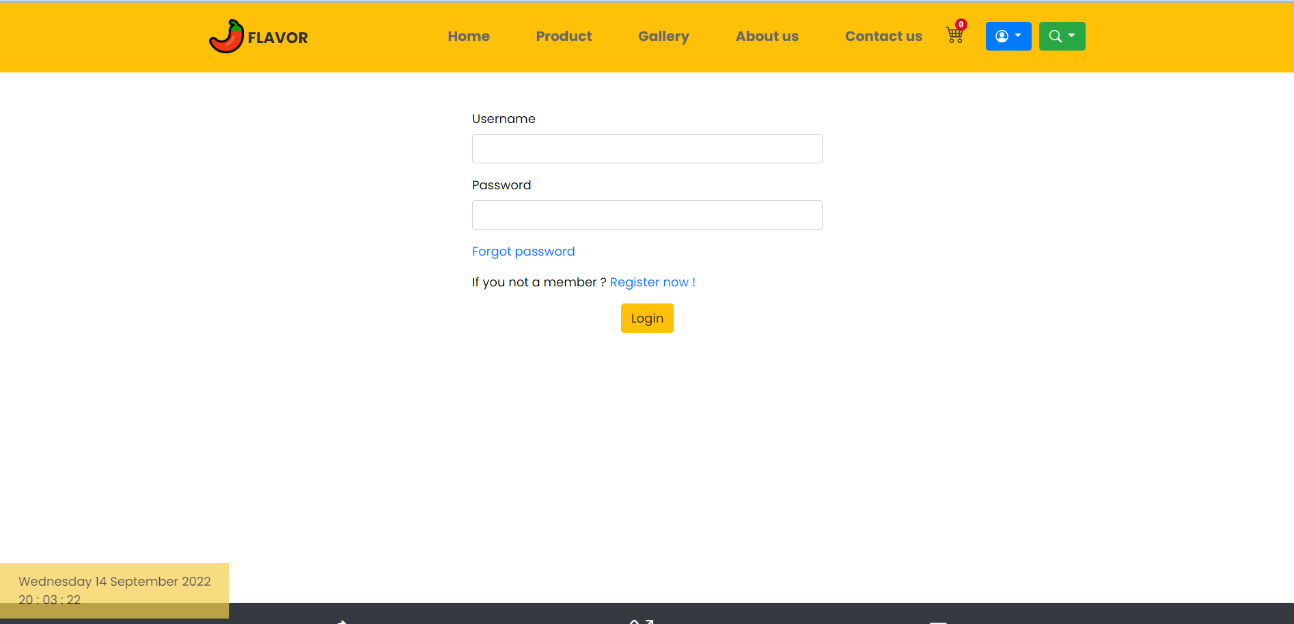 FLAVOR Home Product Gallery About us Contact us 0
Username
Password
Forgot password
If you not a member ? Register now !
Login
Wednesday 14 September 2022
20 : 03 : 22